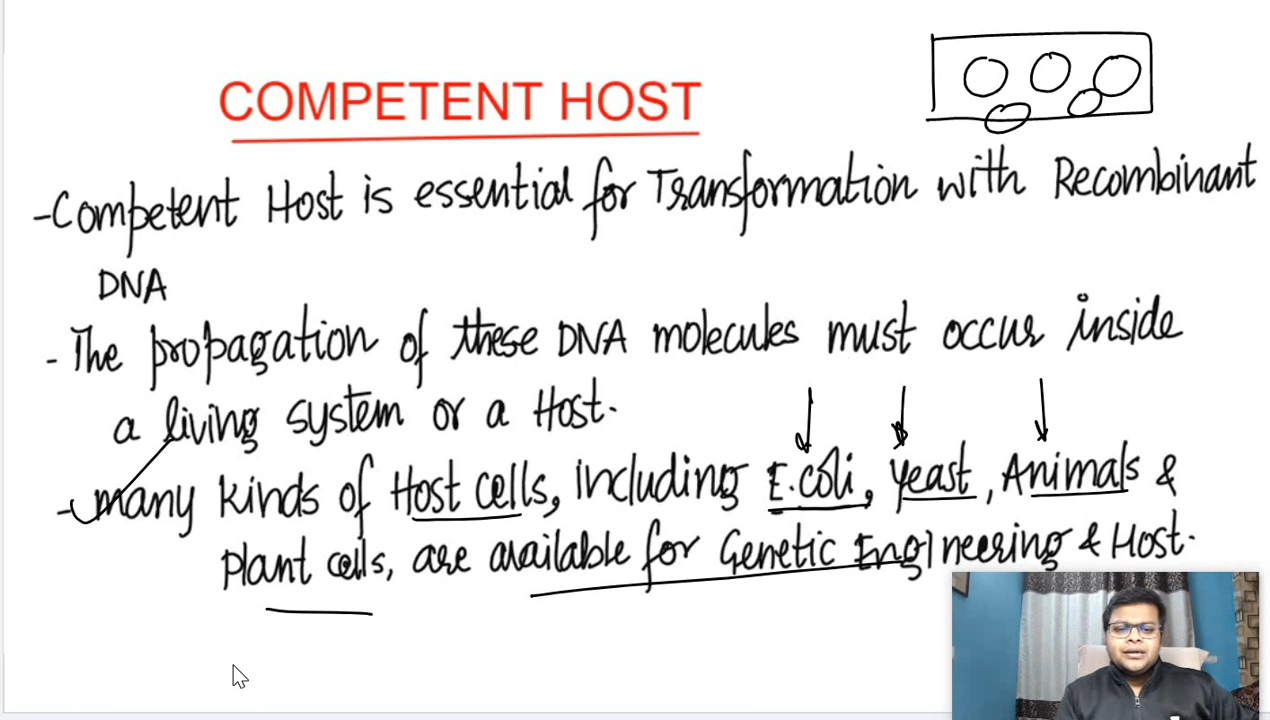 COMPETENT HOST
-Competent Host is essential for Transformation with Recombinant
DNA
- The propagation of these DNA molecules must occur inside
a living system or a Host.
- many kinds of Host cells, including E.coli, Yeast, Animals &
Plant cells, are available for Genetic Engineering & Host.